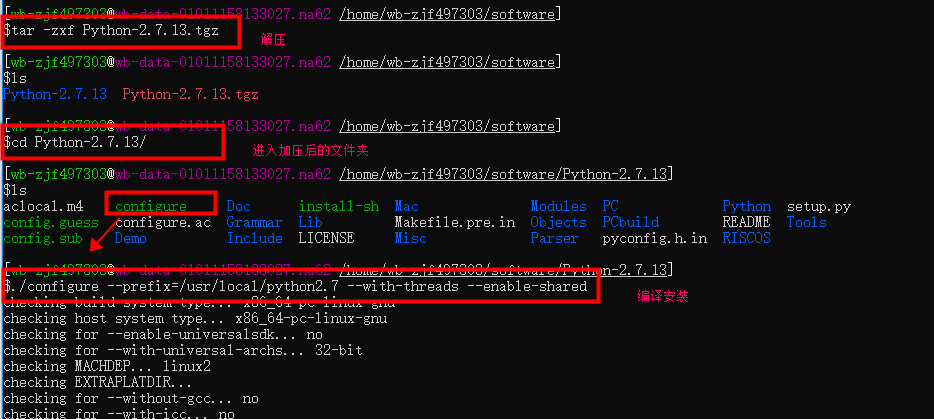 [wb-zjf497303@wb-data-01011158133027.na62 /home/wb-zjf497303/software]
$tar -zxf Python-2.7.13.tgz
解压
[wb-zjf497303@wb-data-01011158133027.na62 /home/wb-zjf497303/software]
$ls
Python-2.7.13 Python-2.7.13.tgz
[wb-zjf497303@wb-data-01011158133027.na62 /home/wb-zjf497303/software]
$cd Python-2.7.13/
进入加压后的文件夹
[wb-zjf497303@wb-data-01011158133027.na62 /home/wb-zjf497303/software/Python-2.7.13]
$ls
aclocal.m4 configure Doc install-sh Mac Modules PC Python setup.py
config.guess configure.ac Grammar Lib Makefile.pre.in Objects PCbuild README Tools
config.sub Demo Include LICENSE Misc Parser pyconfig.h.in RISCOS
[wb-zjf497303@wb-data-01011158133027.na62 /home/wb-zjf497303/software/Python-2.7.13]
$./configure --prefix=/usr/local/python2.7 --with-threads --enable-shared
编译安装
checking build system type... x86_64-pc-linux-gnu
checking host system type... x86_64-pc-linux-gnu
checking for --enable-universalsdk... no
checking for --with-universal-archs... 32-bit
checking MACHDEP... linux2
checking EXTRAPLATDIR...
checking for --without-gcc... no
checking for --with-icc... no